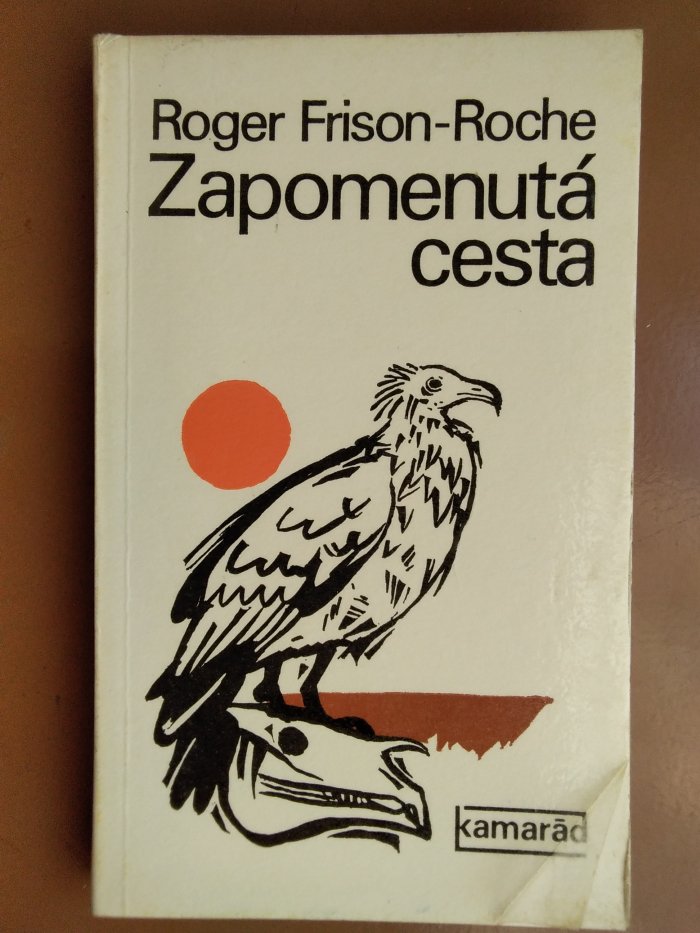 Roger Frison-Roche
Zapomenutá
cesta
kamarád